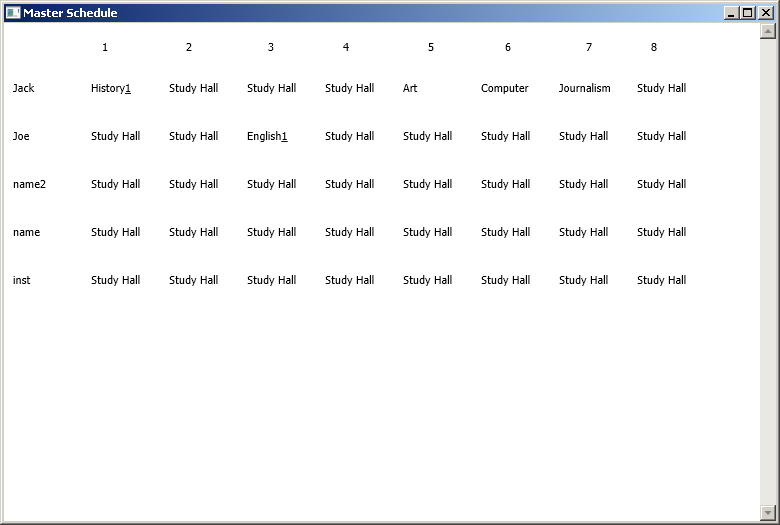 Master Schedule
1 2 3 4 5 6 7 8
Jack History1 Study Hall Study Hall Study Hall Art Computer Journalism Study Hall
Joe Study Hall Study Hall English1 Study Hall Study Hall Study Hall Study Hall Study Hall
name2 Study Hall Study Hall Study Hall Study Hall Study Hall Study Hall Study Hall Study Hall
name Study Hall Study Hall Study Hall Study Hall Study Hall Study Hall Study Hall Study Hall
inst Study Hall Study Hall Study Hall Study Hall Study Hall Study Hall Study Hall Study Hall